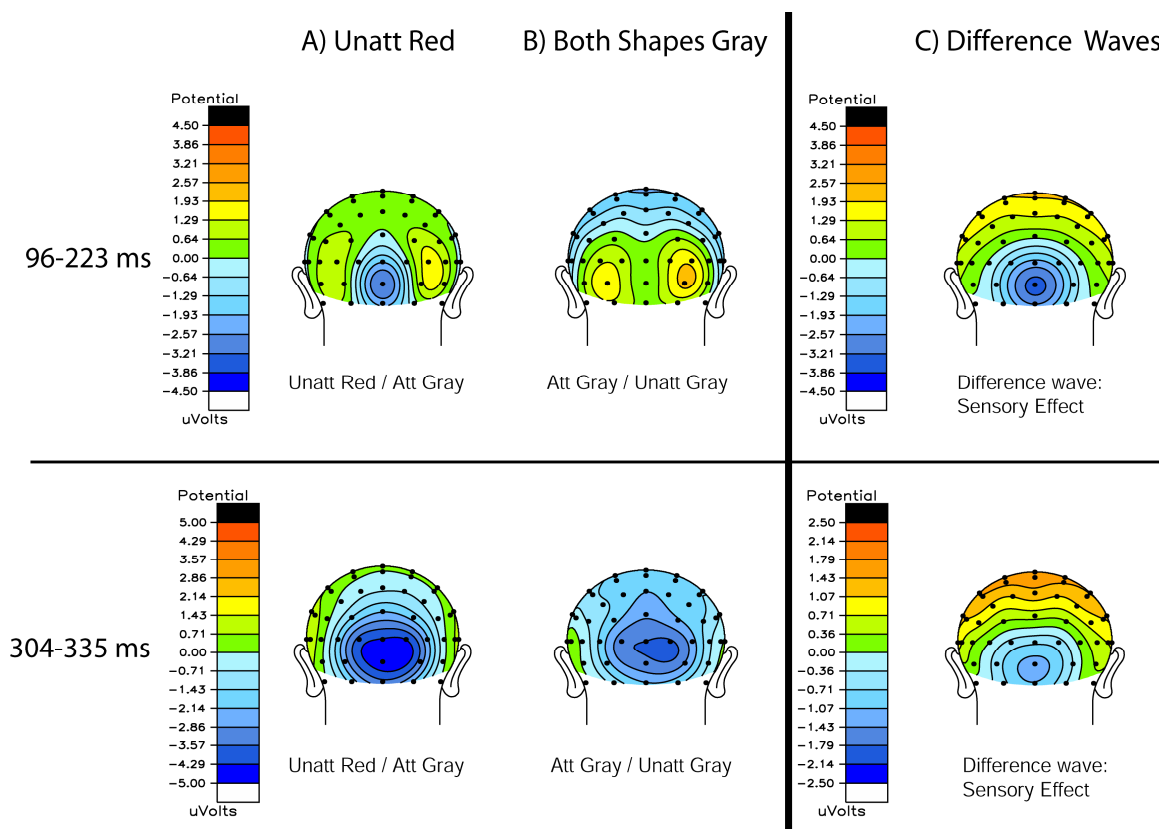 A) Unatt Red
B) Both Shapes Gray
C) Difference Waves
96-223 ms
Potential
4.50
3.86
3.21
2.57
1.93
1.29
0.64
0.00
-0.64
-1.29
-1.93
-2.57
-3.21
-3.86
-4.50
uVolts
Unatt Red / Att Gray
Att Gray / Unatt Gray
Potential
4.50
3.86
3.21
2.57
1.93
1.29
0.64
0.00
-0.64
-1.29
-1.93
-2.57
-3.21
-3.86
-4.50
uVolts
Difference wave:
Sensory Effect
304-335 ms
Potential
5.00
4.29
3.57
2.86
2.14
1.43
0.71
0.00
-0.71
-1.43
-2.14
-2.86
-3.57
-4.29
-5.00
uVolts
Unatt Red / Att Gray
Att Gray / Unatt Gray
Potential
2.50
2.14
1.79
1.43
1.07
0.71
0.36
0.00
-0.36
-0.71
-1.07
-1.43
-1.79
-2.14
-2.50
uVolts
Difference wave:
Sensory Effect